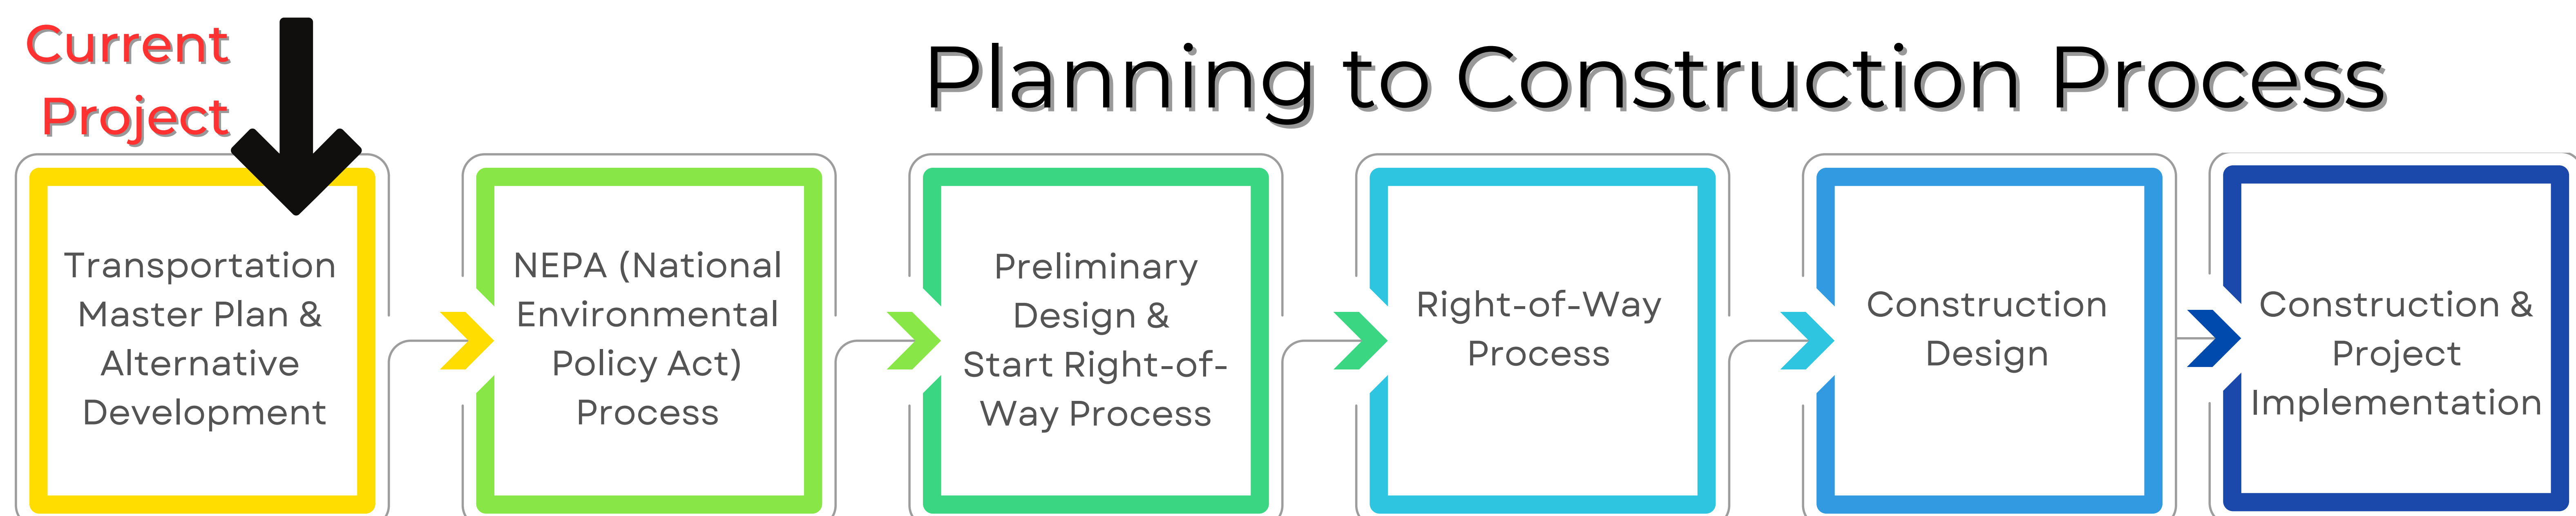 Current
Project
Planning to Construction Process
Transportation
Master Plan &
Alternative
Development
NEPA (National
Environmental
Policy Act)
Process
Preliminary
Design &
Start Right-of-
Way Process
Right-of-Way
Process
Construction
Design
Construction &
Project
Implementation